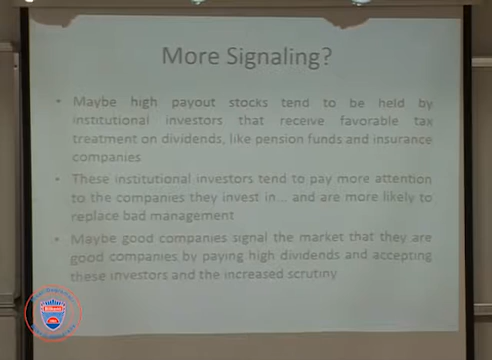 More Signaling?
• Maybe high payout stocks tend to be held by
institutional investors that receive favorable tax
treatment on dividends, like pension funds and insurance
companies
• These institutional investors tend to pay more attention
to the companies they invest in... and are more likely to
replace bad management
• Maybe good companies signal the market that they are
good companies by paying high dividends and accepting
these investors and the increased scrutiny